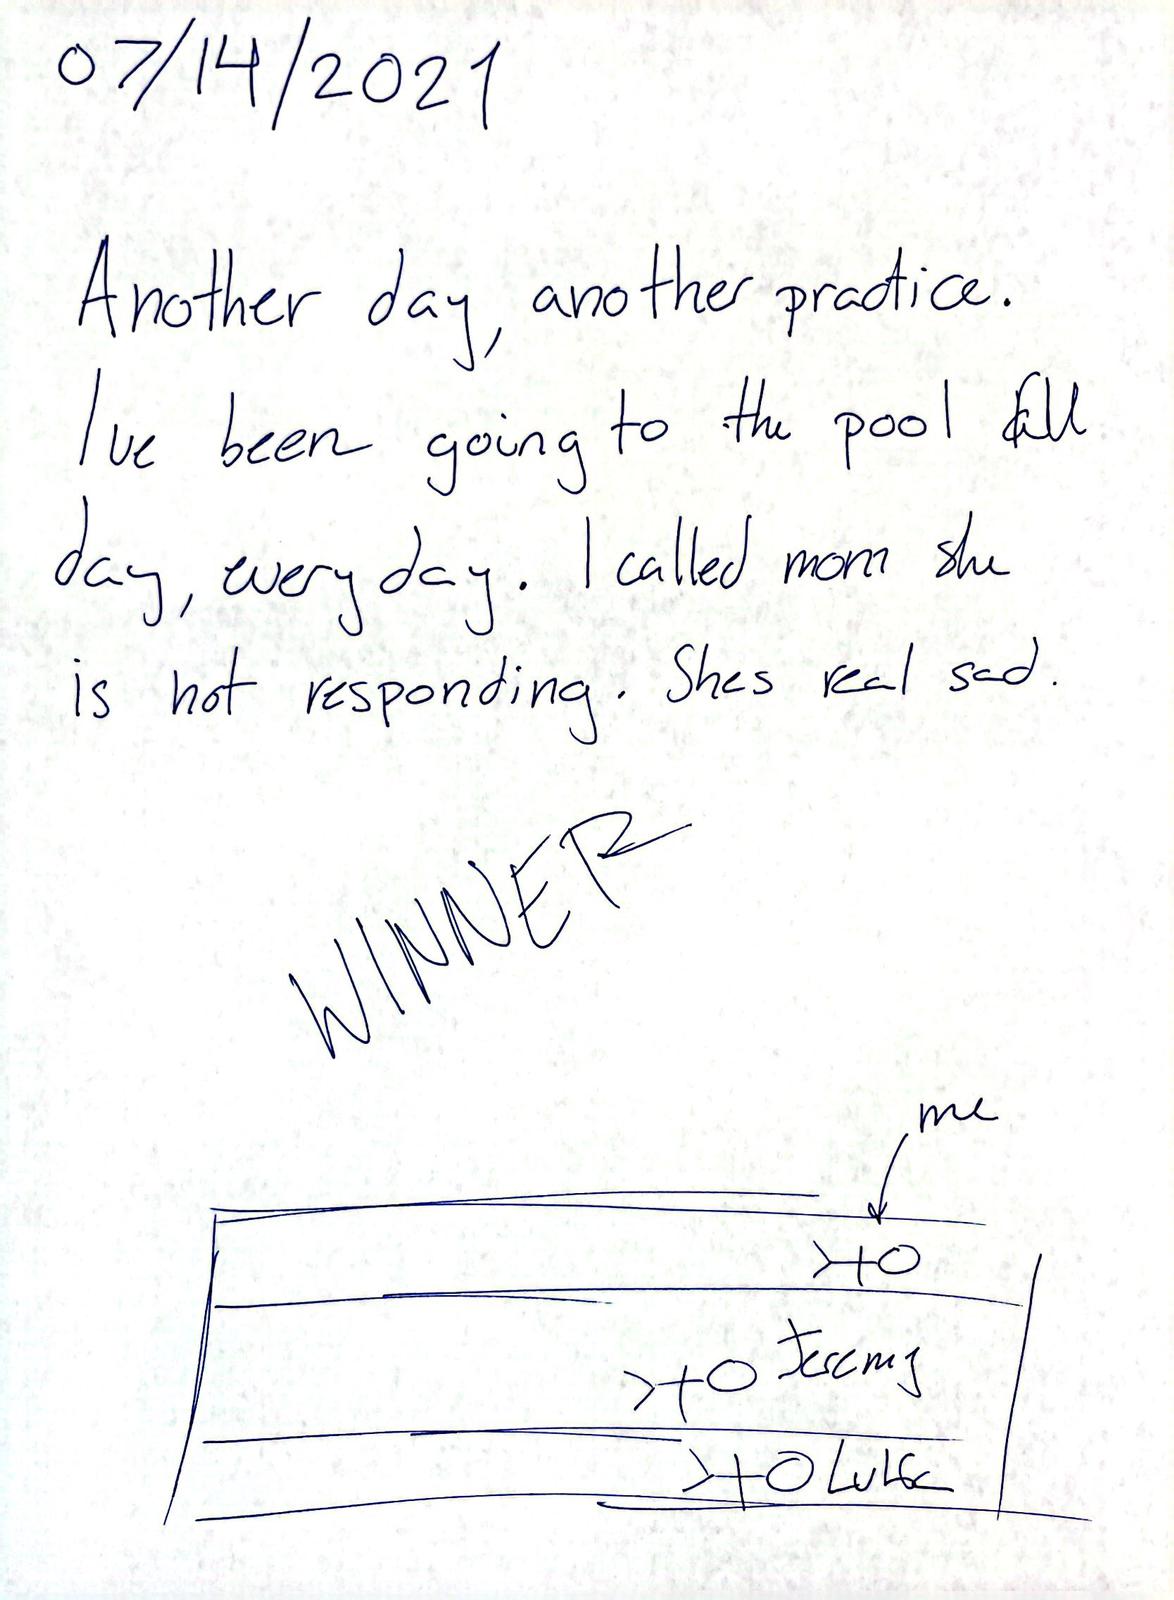 07/14/2021
Another day, another practice.
I've been going to the pool all
day, every day. I called mom she
is not responding. Shes real sad.
WINNER
me
Jeremy
Luke